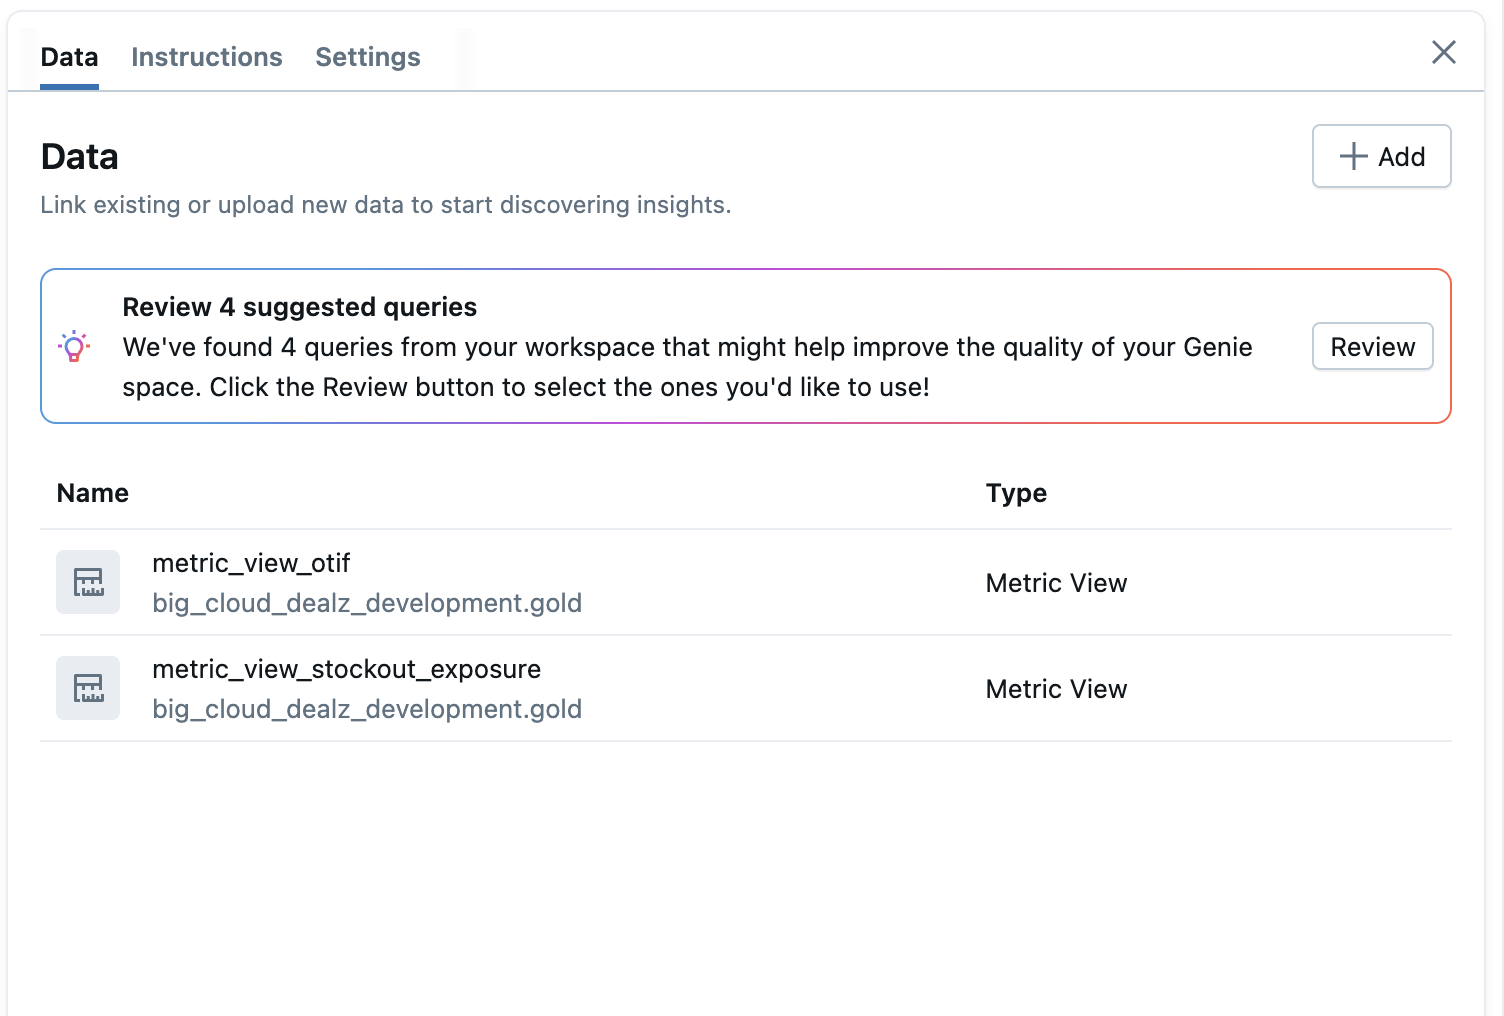 Data Instructions Settings
Data
Add
Link existing or upload new data to start discovering insights.
Review 4 suggested queries
We've found 4 queries from your workspace that might help improve the quality of your Genie
space. Click the Review button to select the ones you'd like to use!
Review
Name Type
metric_view_otif
big_cloud_dealz_development.gold
Metric View
metric_view_stockout_exposure
big_cloud_dealz_development.gold
Metric View